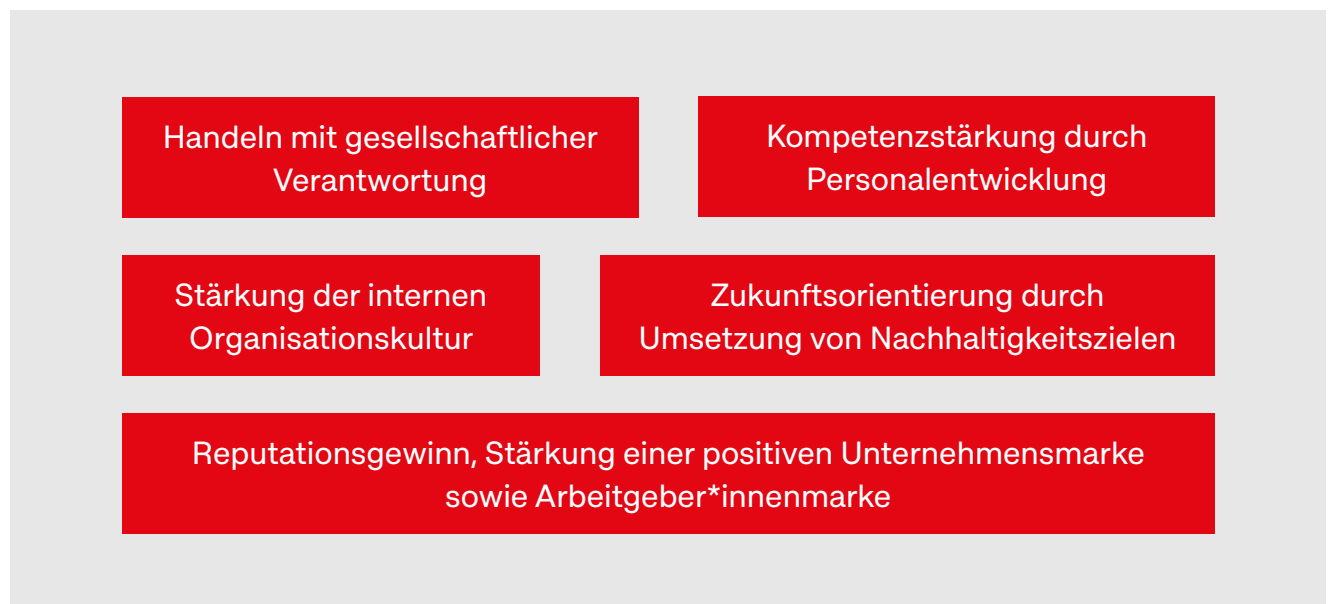 Handeln mit gesellschaftlicher
Verantwortung
Kompetenzstärkung durch
Personalentwicklung
Stärkung der internen
Organisationskultur
Zukunftsorientierung durch
Umsetzung von Nachhaltigkeitszielen
Reputationsgewinn, Stärkung einer positiven Unternehmensmarke
sowie Arbeitgeber*innenmarke